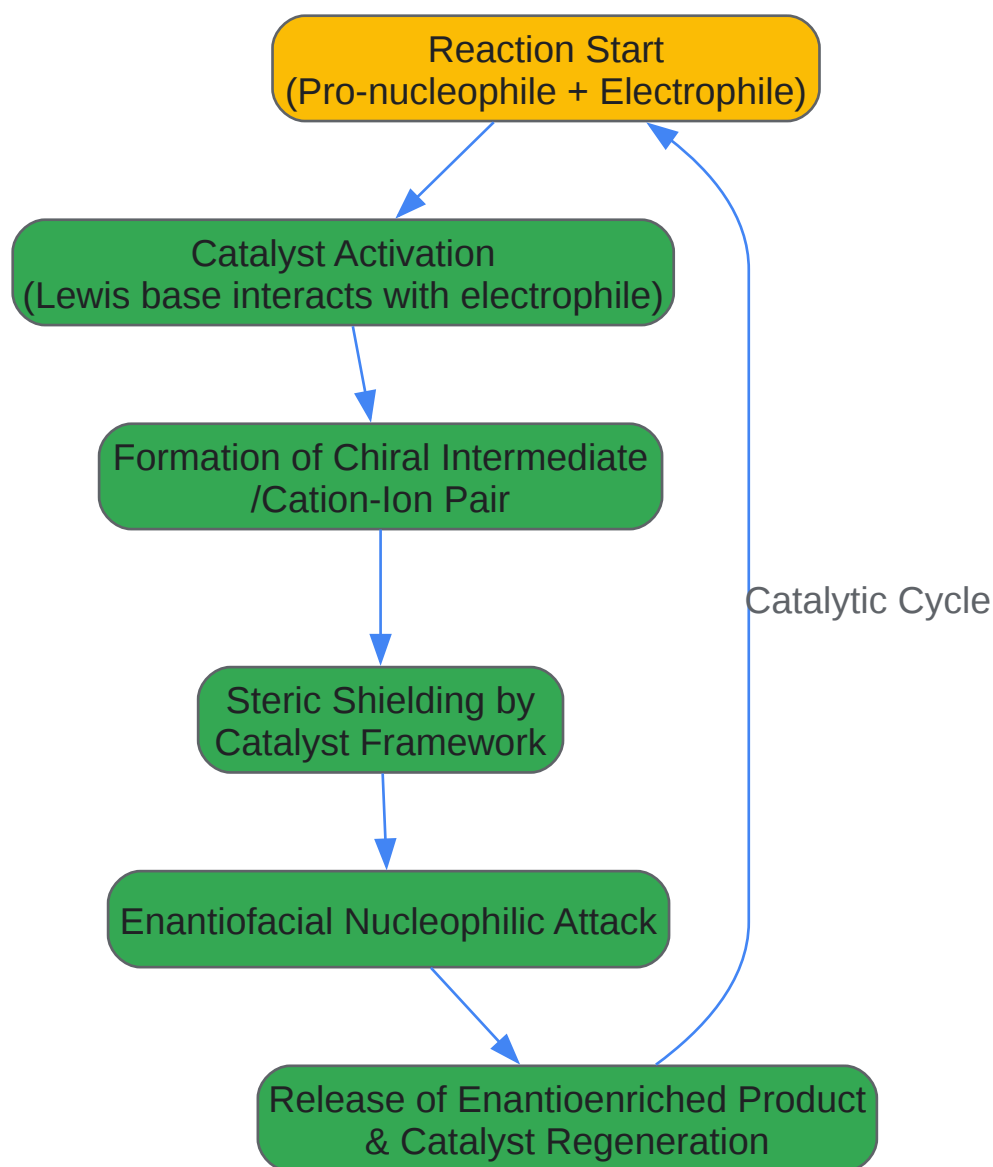 Reaction Start
(Pro-nucleophile + Electrophile)
Catalyst Activation
(Lewis base interacts with electrophile)
Formation of Chiral Intermediate
/Cation-Ion Pair
Catalytic Cycle
Steric Shielding by
Catalyst Framework
Enantiofacial Nucleophilic Attack
Release of Enantioenriched Product
& Catalyst Regeneration